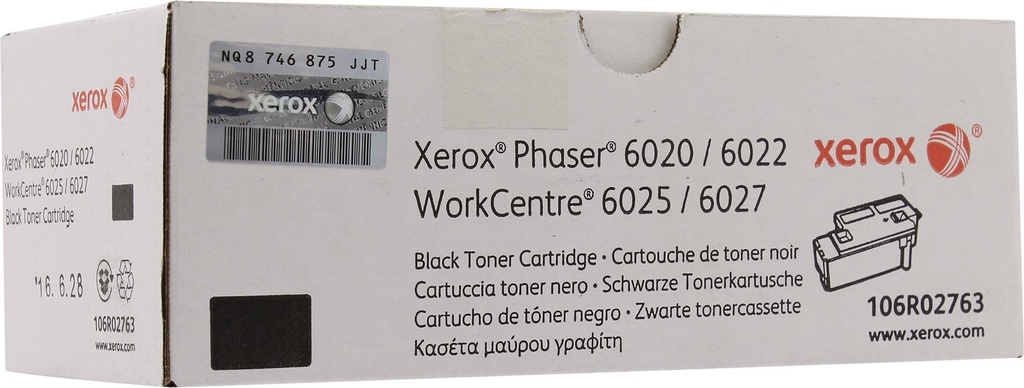 xerox ®
Xerox® Phaser® 6020 / 6022
WorkCentre® 6025 / 6027
Black Toner Cartridge
'16. 6.28
106R02763
www.xerox.com
NQ8 746 875 JJT
xerox
Xerox® Phaser® 6020 / 6022
WorkCentre® 6025 / 6027
xerox ®
Black Toner Cartridge • Cartouche de toner noir
Cartuccia toner nero • Schwarze Tonerkartusche
Cartucho de tóner negro • Zwarte tonercassette
Κασέτα μαύρου γραφίτη
106R02763
www.xerox.com